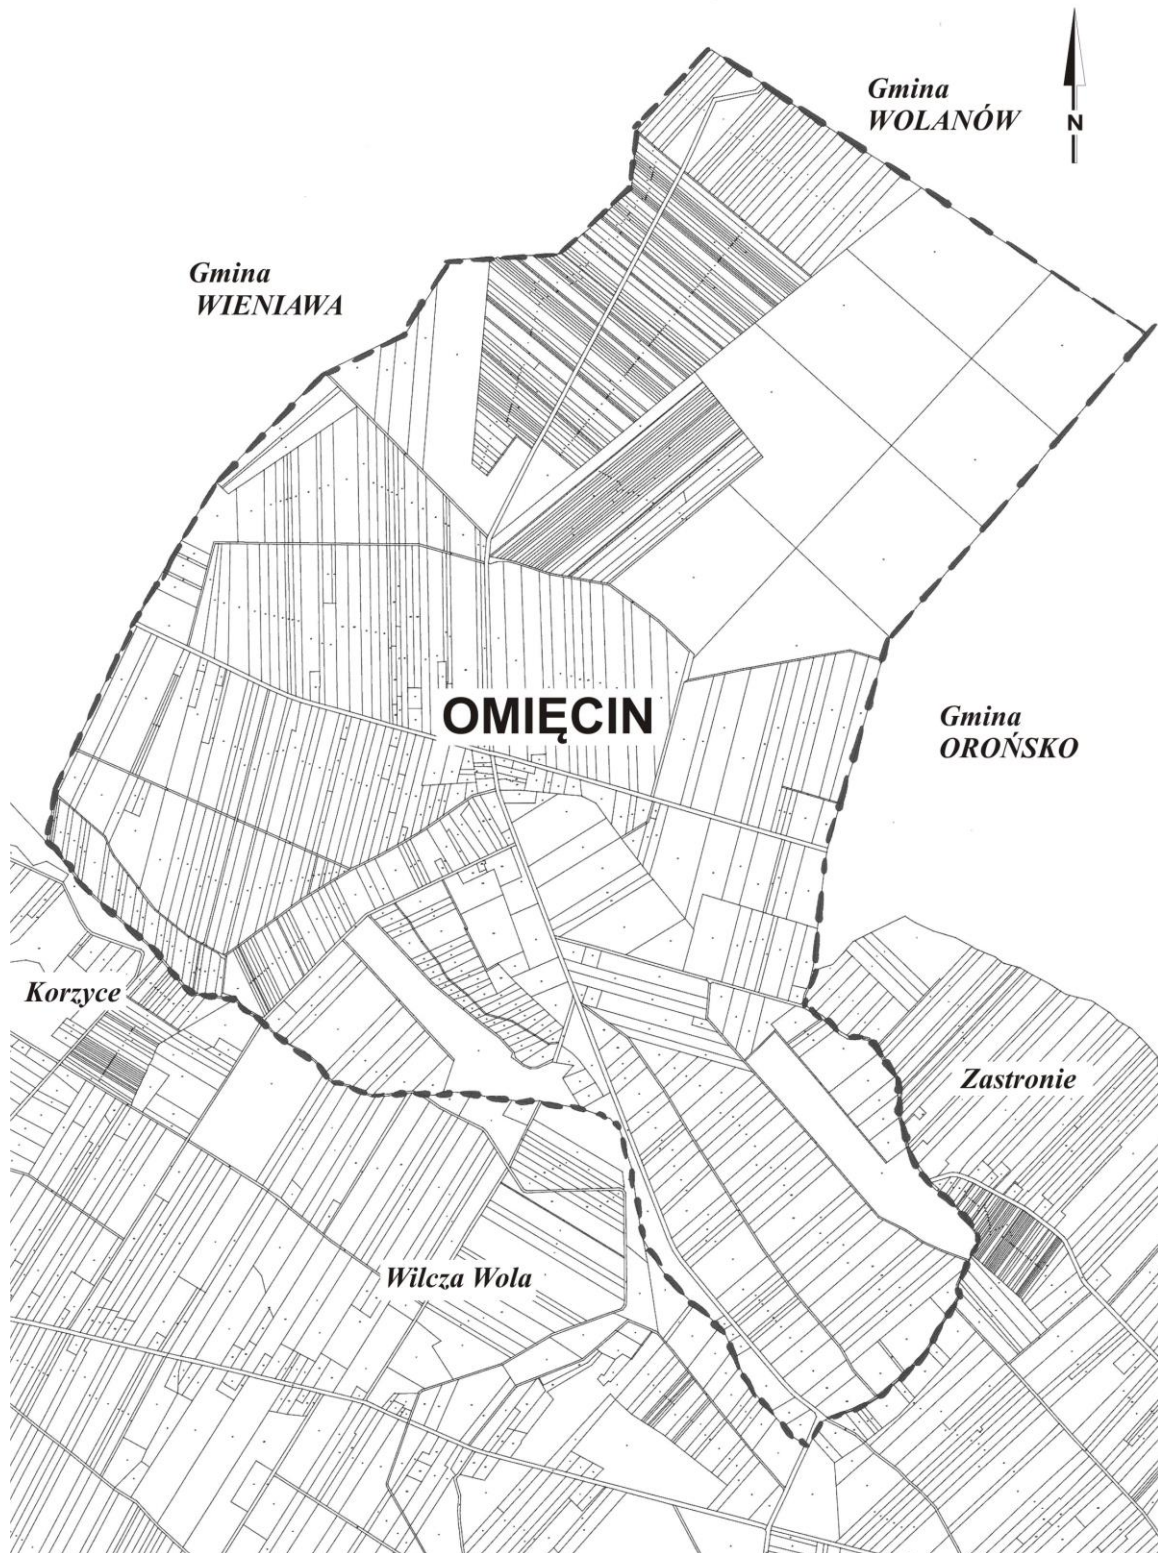 Gmina
WOLANÓW
N
Gmina
WIENIAWA
OMIĘCIN
Gmina
OROŃSKO
Korzyce
Zastronie
Wilcza Wola